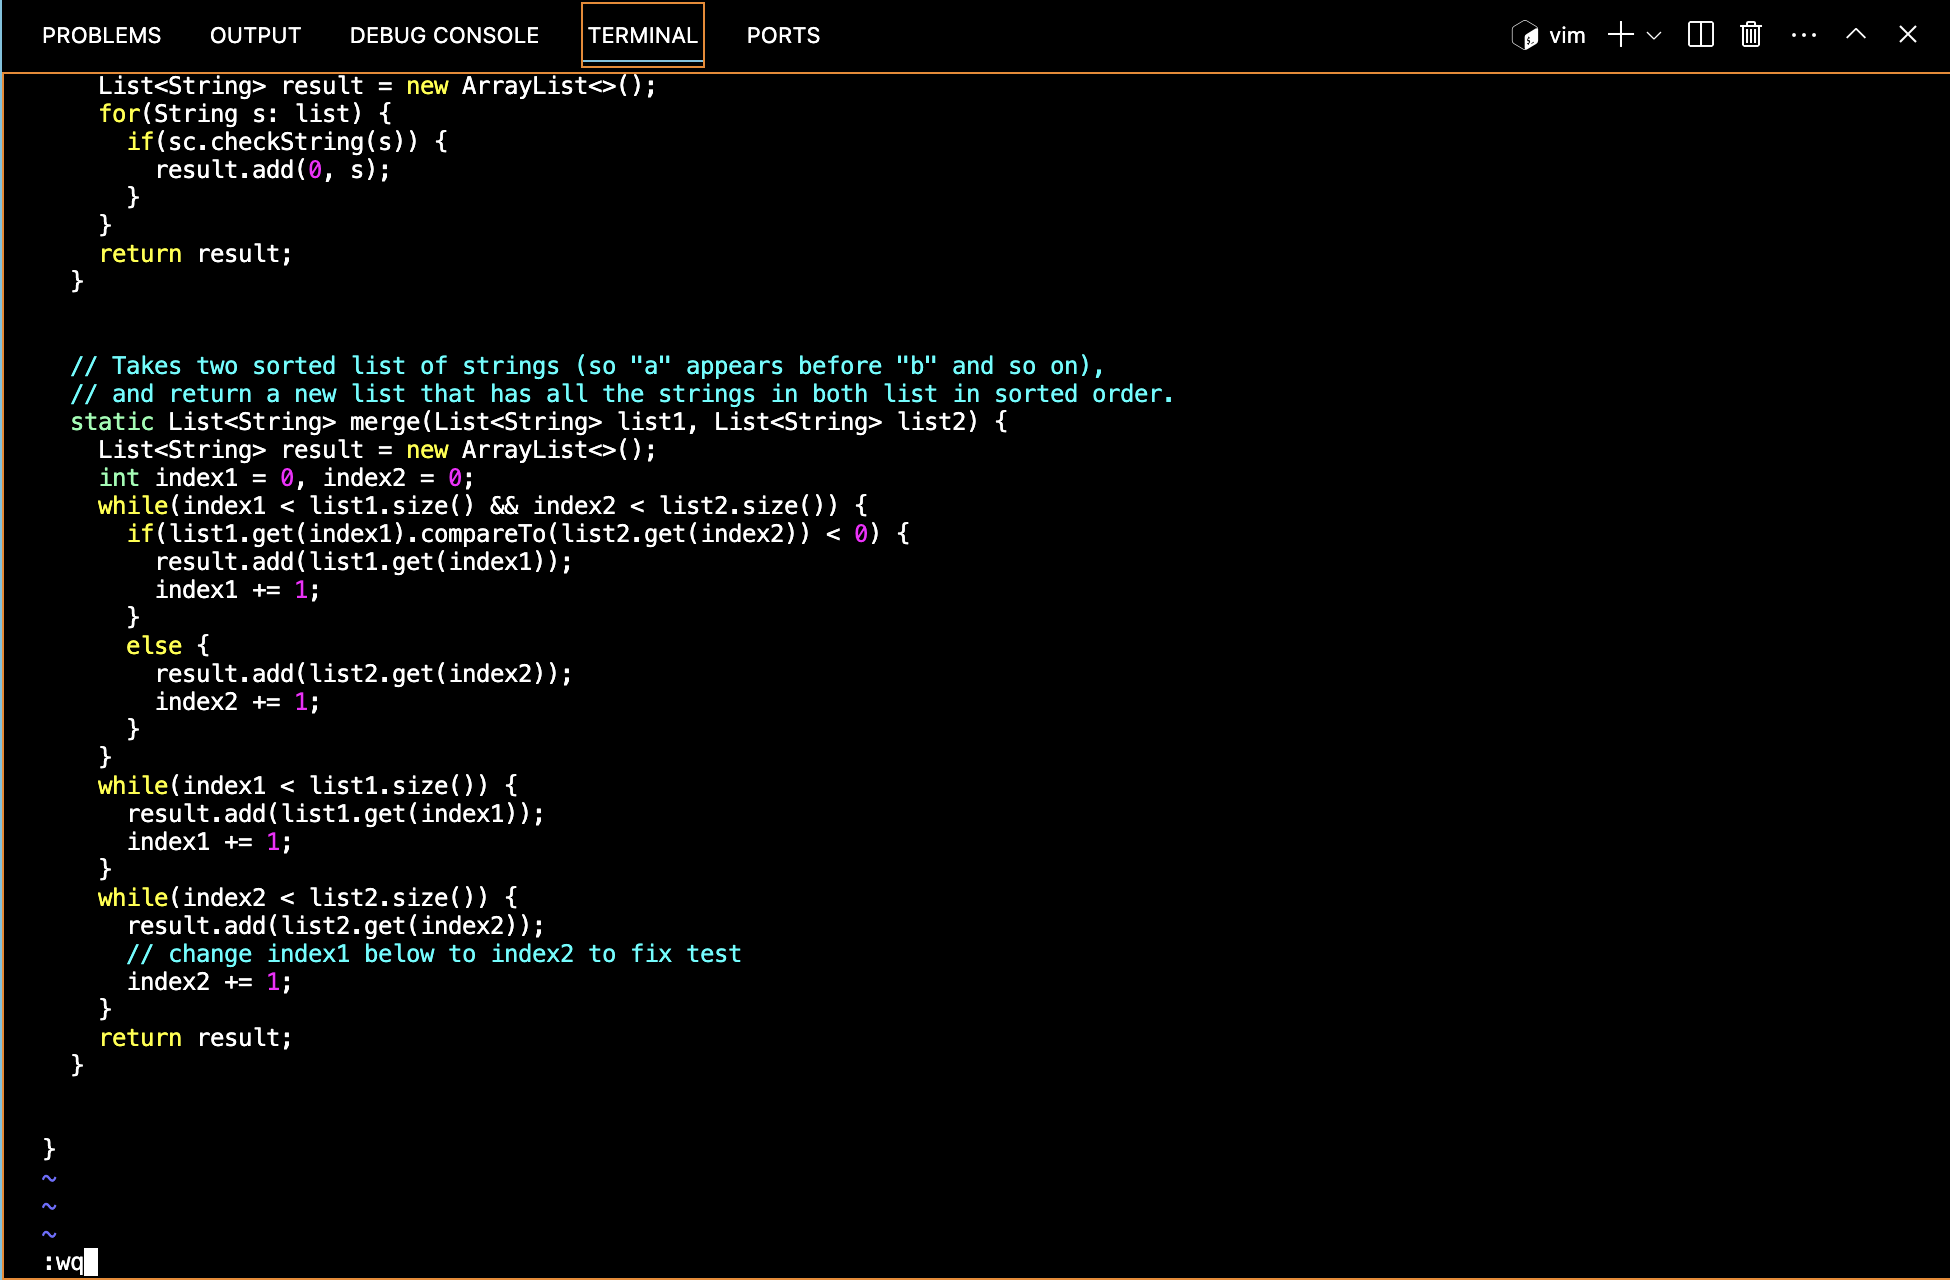 PROBLEMS OUTPUT DEBUG CONSOLE TERMINAL PORTS vim
    List<String> result = new ArrayList<>();
    for(String s: list) {
      if(sc.checkString(s)) {
        result.add(0, s);
      }
    }
    return result;
  }
  // Takes two sorted list of strings (so "a" appears before "b" and so on),
  // and return a new list that has all the strings in both list in sorted order.
  static List<String> merge(List<String> list1, List<String> list2) {
    List<String> result = new ArrayList<>();
    int index1 = 0, index2 = 0;
    while(index1 < list1.size() && index2 < list2.size()) {
      if(list1.get(index1).compareTo(list2.get(index2)) < 0) {
        result.add(list1.get(index1));
        index1 += 1;
      }
      else {
        result.add(list2.get(index2));
        index2 += 1;
      }
    }
    while(index1 < list1.size()) {
      result.add(list1.get(index1));
      index1 += 1;
    }
    while(index2 < list2.size()) {
      result.add(list2.get(index2));
      // change index1 below to index2 to fix test
      index2 += 1;
    }
    return result;
  }
}
~
~
~
:wq